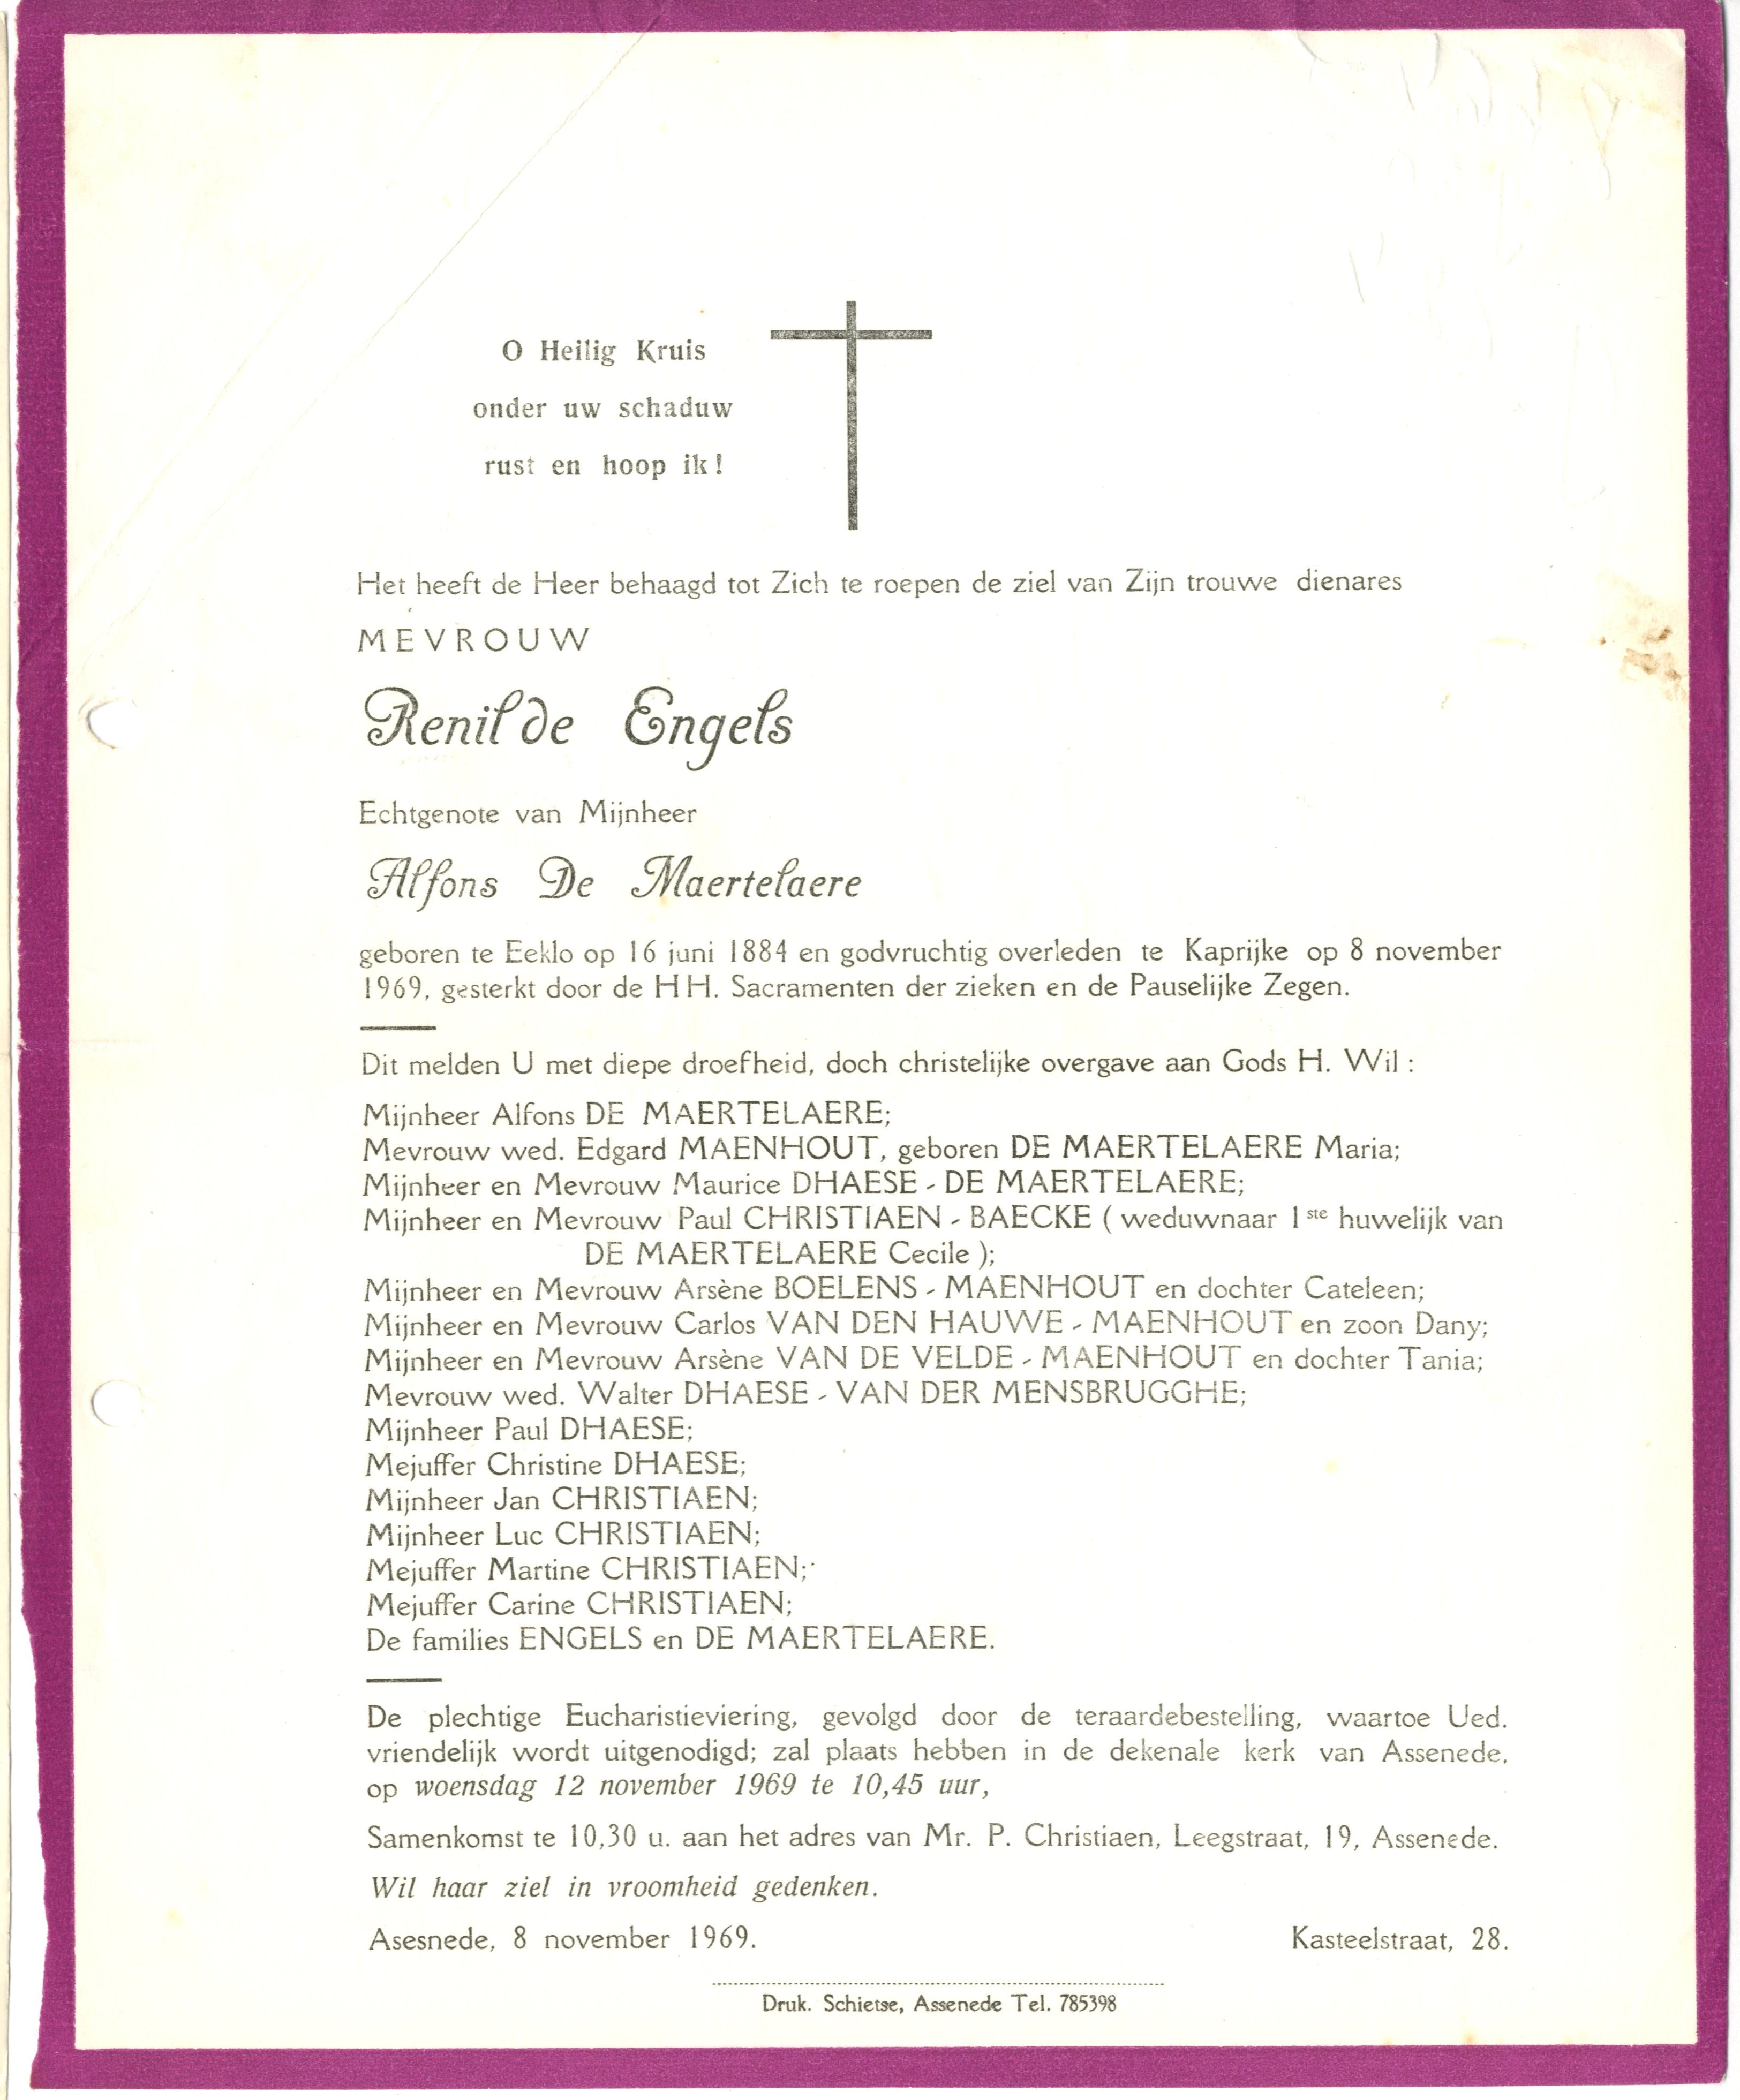 O Heilig Kruis
onder uw schaduw
rust en hoop ik!
Het heeft de Heer behaagd tot Zich te roepen de ziel van Zijn trouwe dienares
MEVROUW
Renilde Engels
Echtgenote van Mijnheer
Alfons De Maertelaere
geboren te Eeklo op 16 juni 1884 en godvruchtig overleden te Kaprijke op 8 november
1969, gesterkt door de HH. Sacramenten der zieken en de Pauselijke Zegen.
Dit melden U met diepe droefheid, doch christelijke overgave aan Gods H. Wil :
Mijnheer Alfons DE MAERTELAERE;
Mevrouw wed. Edgard MAENHOUT, geboren DE MAERTELAERE Maria;
Mijnheer en Mevrouw Maurice DHAESE - DE MAERTELAERE;
Mijnheer en Mevrouw Paul CHRISTIAEN - BAECKE ( weduwnaar 1ste huwelijk van
DE MAERTELAERE Cecile );
Mijnheer en Mevrouw Arsène BOELENS - MAENHOUT en dochter Cateleen;
Mijnheer en Mevrouw Carlos VAN DEN HAUWE - MAENHOUT en zoon Dany;
Mijnheer en Mevrouw Arsène VAN DE VELDE - MAENHOUT en dochter Tania;
Mevrouw wed. Walter DHAESE - VAN DER MENSBRUGGHE;
Mijnheer Paul DHAESE;
Mejuffer Christine DHAESE;
Mijnheer Jan CHRISTIAEN;
Mijnheer Luc CHRISTIAEN;
Mejuffer Martine CHRISTIAEN;
Mejuffer Carine CHRISTIAEN;
De families ENGELS en DE MAERTELAERE.
De plechtige Eucharistieviering, gevolgd door de teraardebestelling, waartoe Ued.
vriendelijk wordt uitgenodigd; zal plaats hebben in de dekenale kerk van Assenede,
op woensdag 12 november 1969 te 10,45 uur,
Samenkomst te 10,30 u. aan het adres van Mr. P. Christiaen, Leegstraat, 19, Assenede.
Wil haar ziel in vroomheid gedenken.
Asesnede, 8 november 1969. Kasteelstraat, 28.
Druk. Schietse, Assenede Tel. 785398